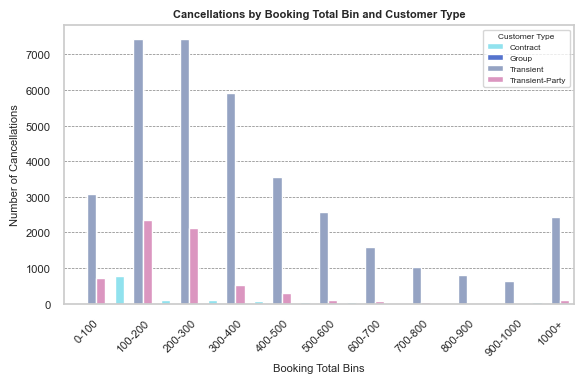 Cancellations by Booking Total Bin and Customer Type
Customer Type
Contract
Group
Transient
Transient-Party
Number of Cancellations
7000
6000
5000
4000
3000
2000
1000
0
0-100
100-200
200-300
300-400
400-500
500-600
600-700
700-800
800-900
900-1000
1000+
Booking Total Bins